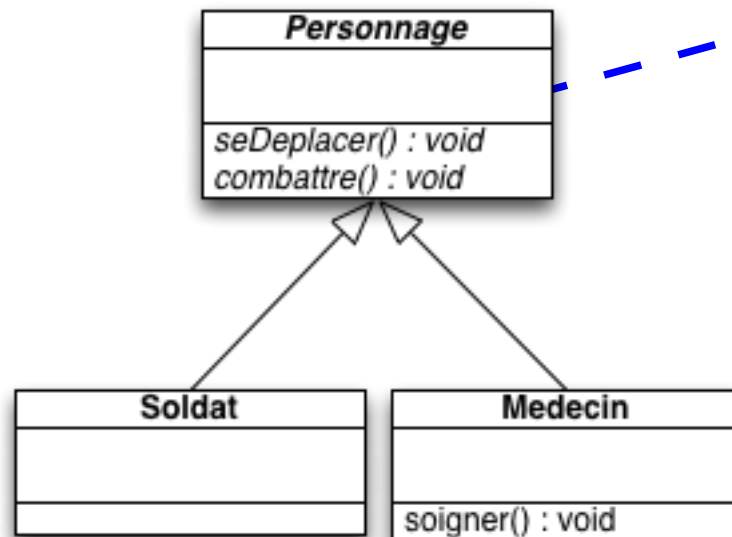 Personnage
seDeplacer() : void
combattre() : void
Soldat
Medecin
soigner() : void